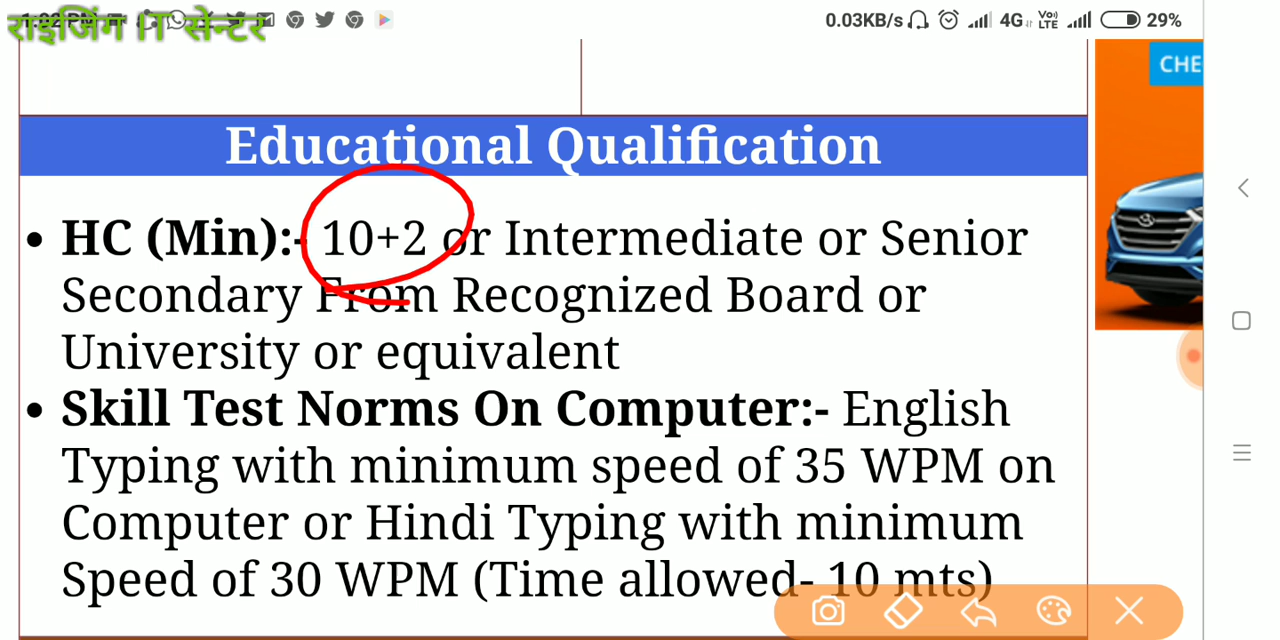 राइजिंग IT सेन्टर
0.03KB/s 4G VoLTE 29%
CHE
Educational Qualification
• HC (Min):- 10+2 or Intermediate or Senior
Secondary From Recognized Board or
University or equivalent
• Skill Test Norms On Computer:- English
Typing with minimum speed of 35 WPM on
Computer or Hindi Typing with minimum
Speed of 30 WPM (Time allowed- 10 mts)